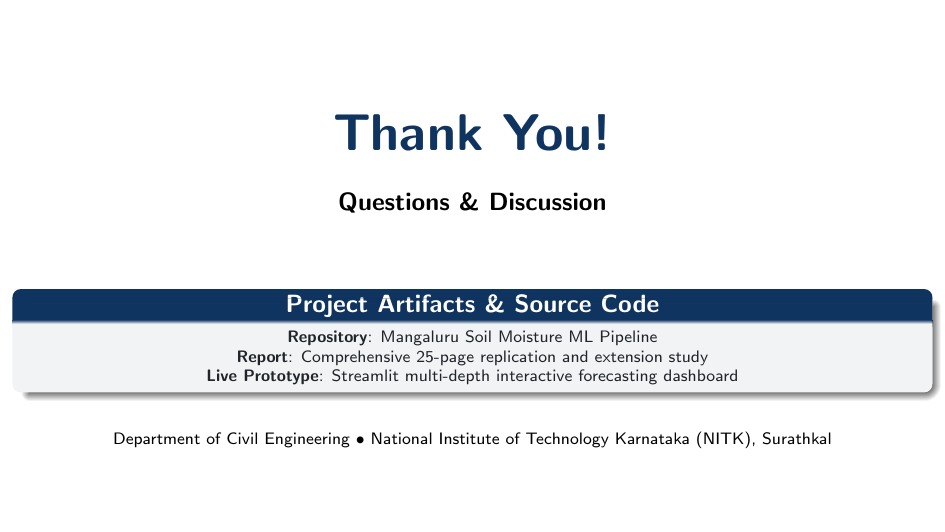 Thank You!
Questions & Discussion
Project Artifacts & Source Code
Repository: Mangaluru Soil Moisture ML Pipeline
Report: Comprehensive 25-page replication and extension study
Live Prototype: Streamlit multi-depth interactive forecasting dashboard
Department of Civil Engineering • National Institute of Technology Karnataka (NITK), Surathkal